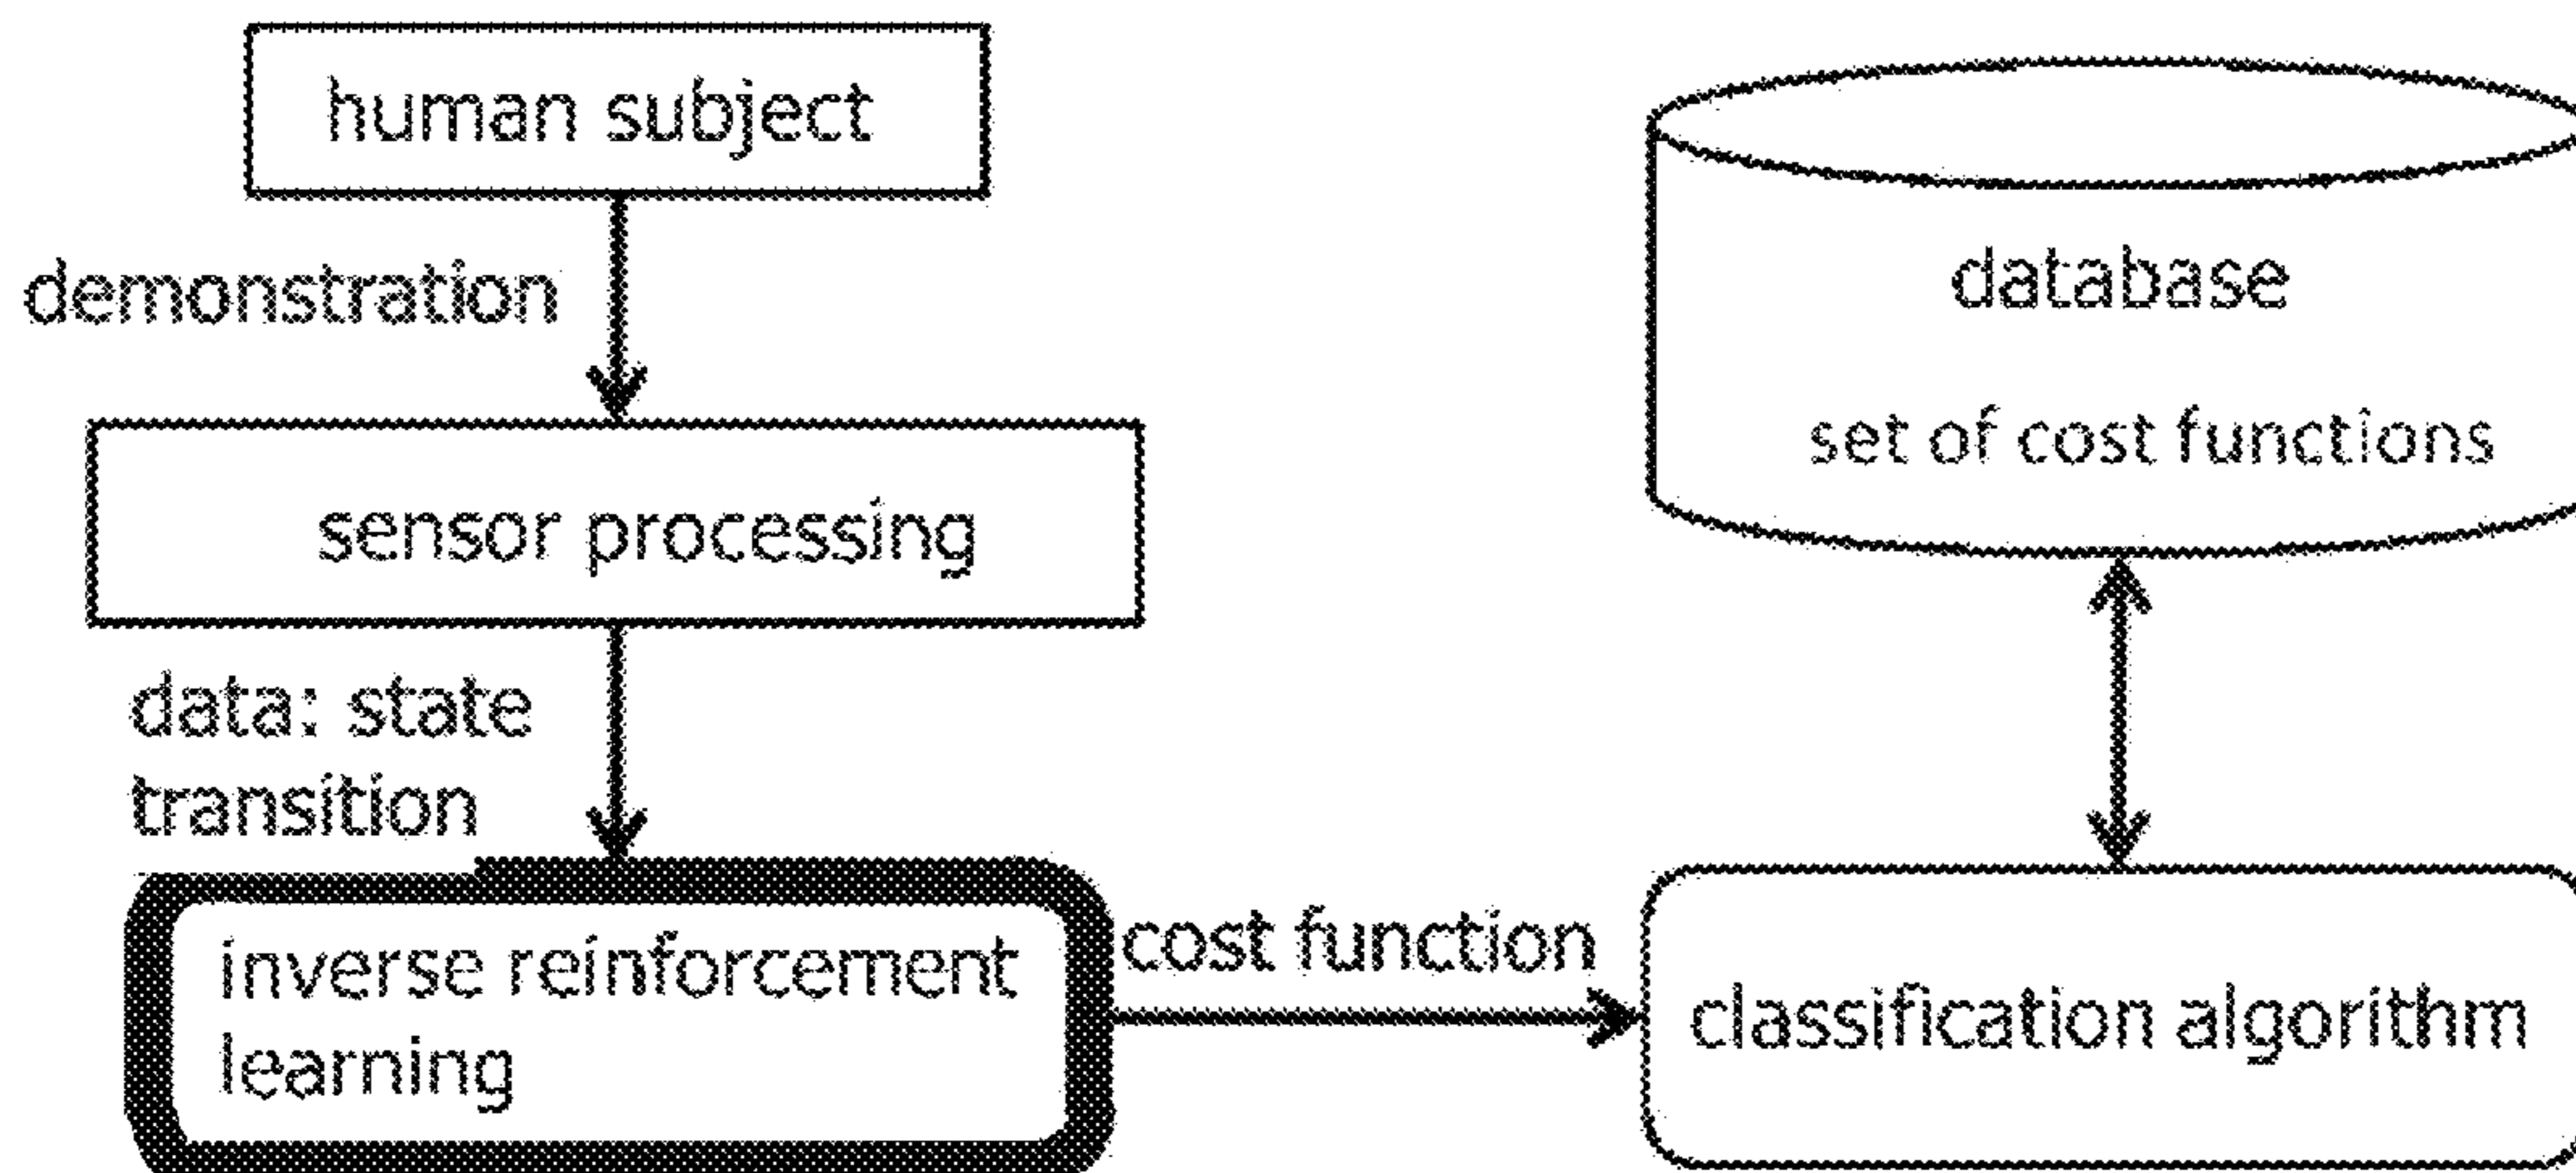 human subject
demonstration
sensor processing
data: state
transition
inverse reinforcement
learning
cost function
database
set of cost functions
classification algorithm